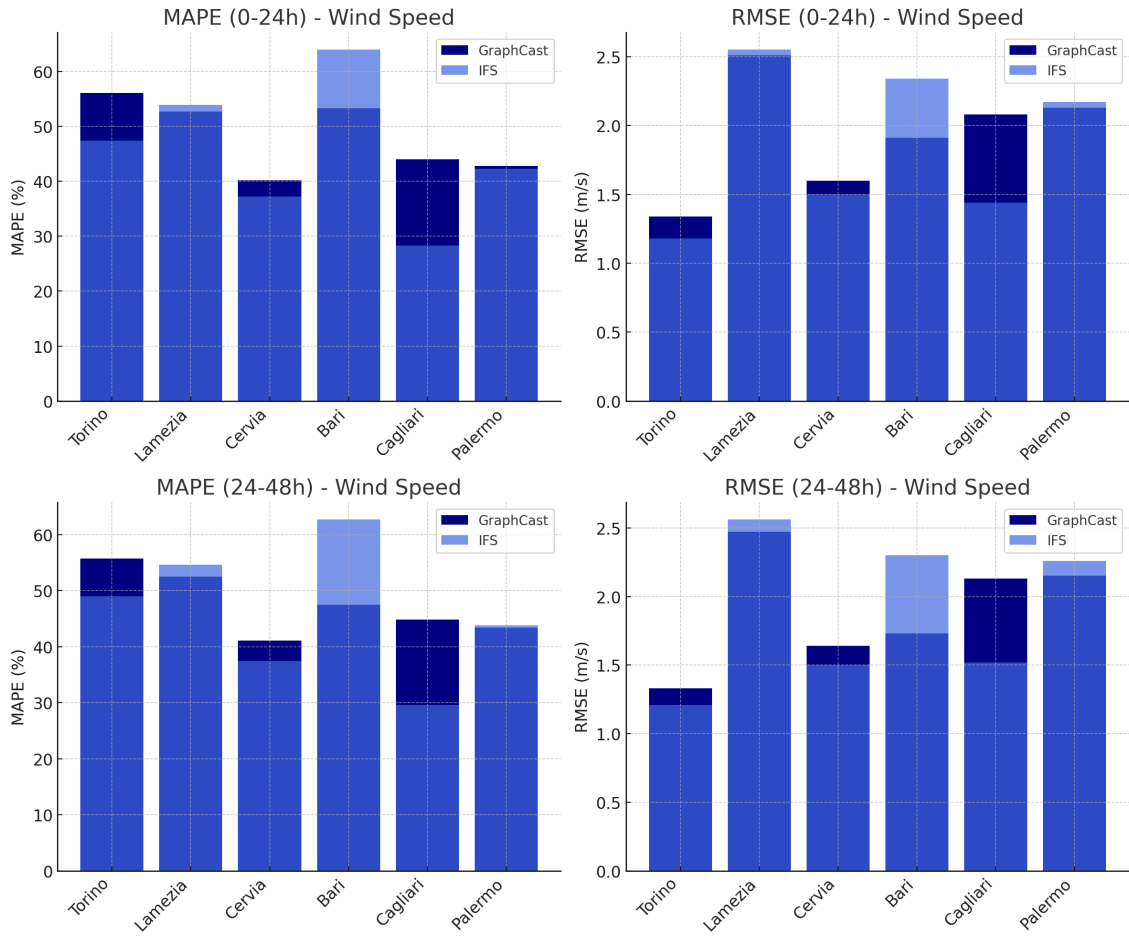 MAPE (0-24h) - Wind Speed
GraphCast
IFS
MAPE (%)
60
50
40
30
20
10
0
Torino
Lamezia
Cervia
Bari
Cagliari
Palermo
RMSE (0-24h) - Wind Speed
GraphCast
IFS
RMSE (m/s)
2.5
2.0
1.5
1.0
0.5
0.0
Torino
Lamezia
Cervia
Bari
Cagliari
Palermo
MAPE (24-48h) - Wind Speed
GraphCast
IFS
MAPE (%)
60
50
40
30
20
10
0
Torino
Lamezia
Cervia
Bari
Cagliari
Palermo
RMSE (24-48h) - Wind Speed
GraphCast
IFS
RMSE (m/s)
2.5
2.0
1.5
1.0
0.5
0.0
Torino
Lamezia
Cervia
Bari
Cagliari
Palermo